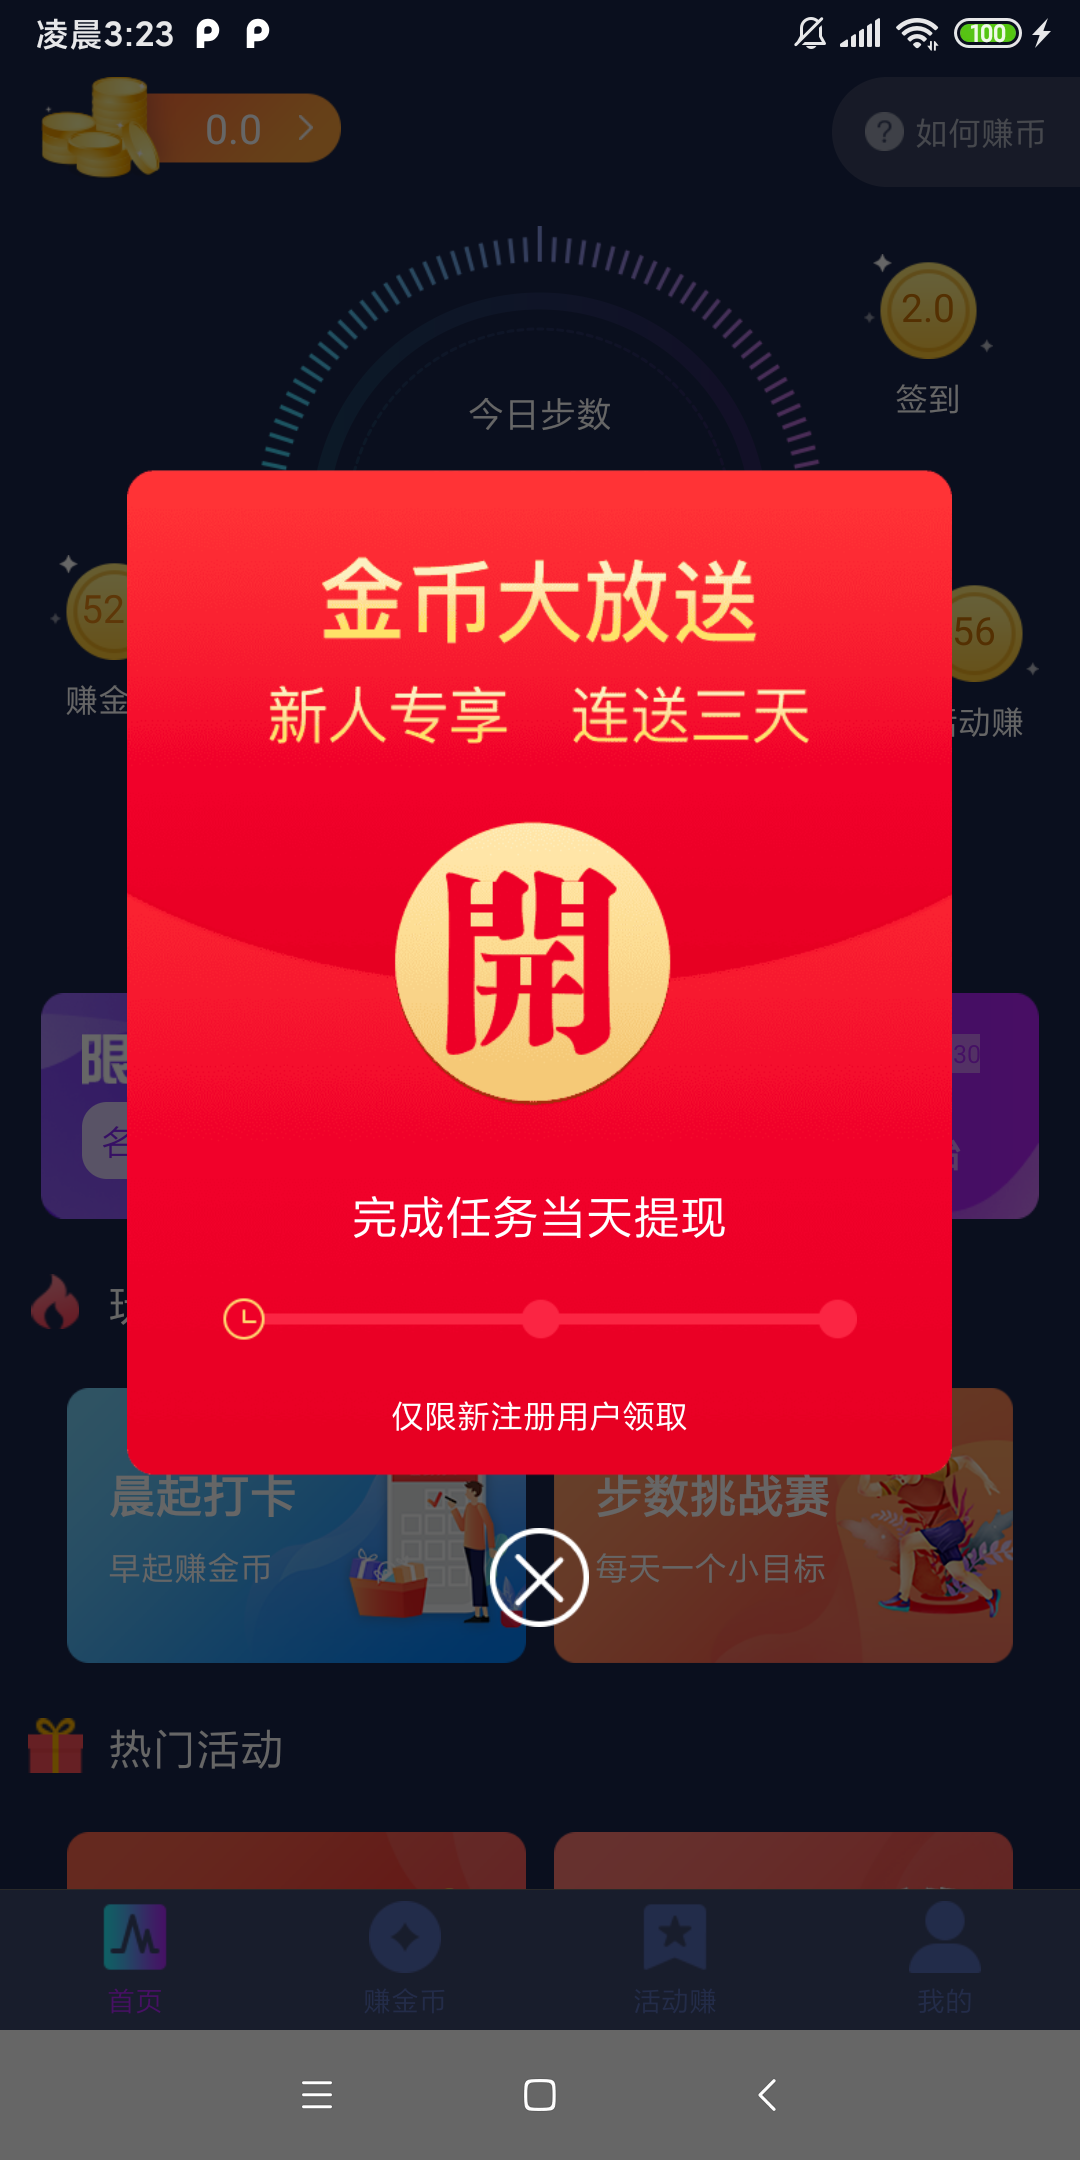 凌晨3:23
100
0.0
如何赚币
2.0
签到
今日步数
金币大放送
新人专享 连送三天
52
56
赚金
动赚
開
限
30
名
完成任务当天提现
仅限新注册用户领取
晨起打卡
早起赚金币
步数挑战赛
每天一个小目标
热门活动
首页
赚金币
活动赚
我的